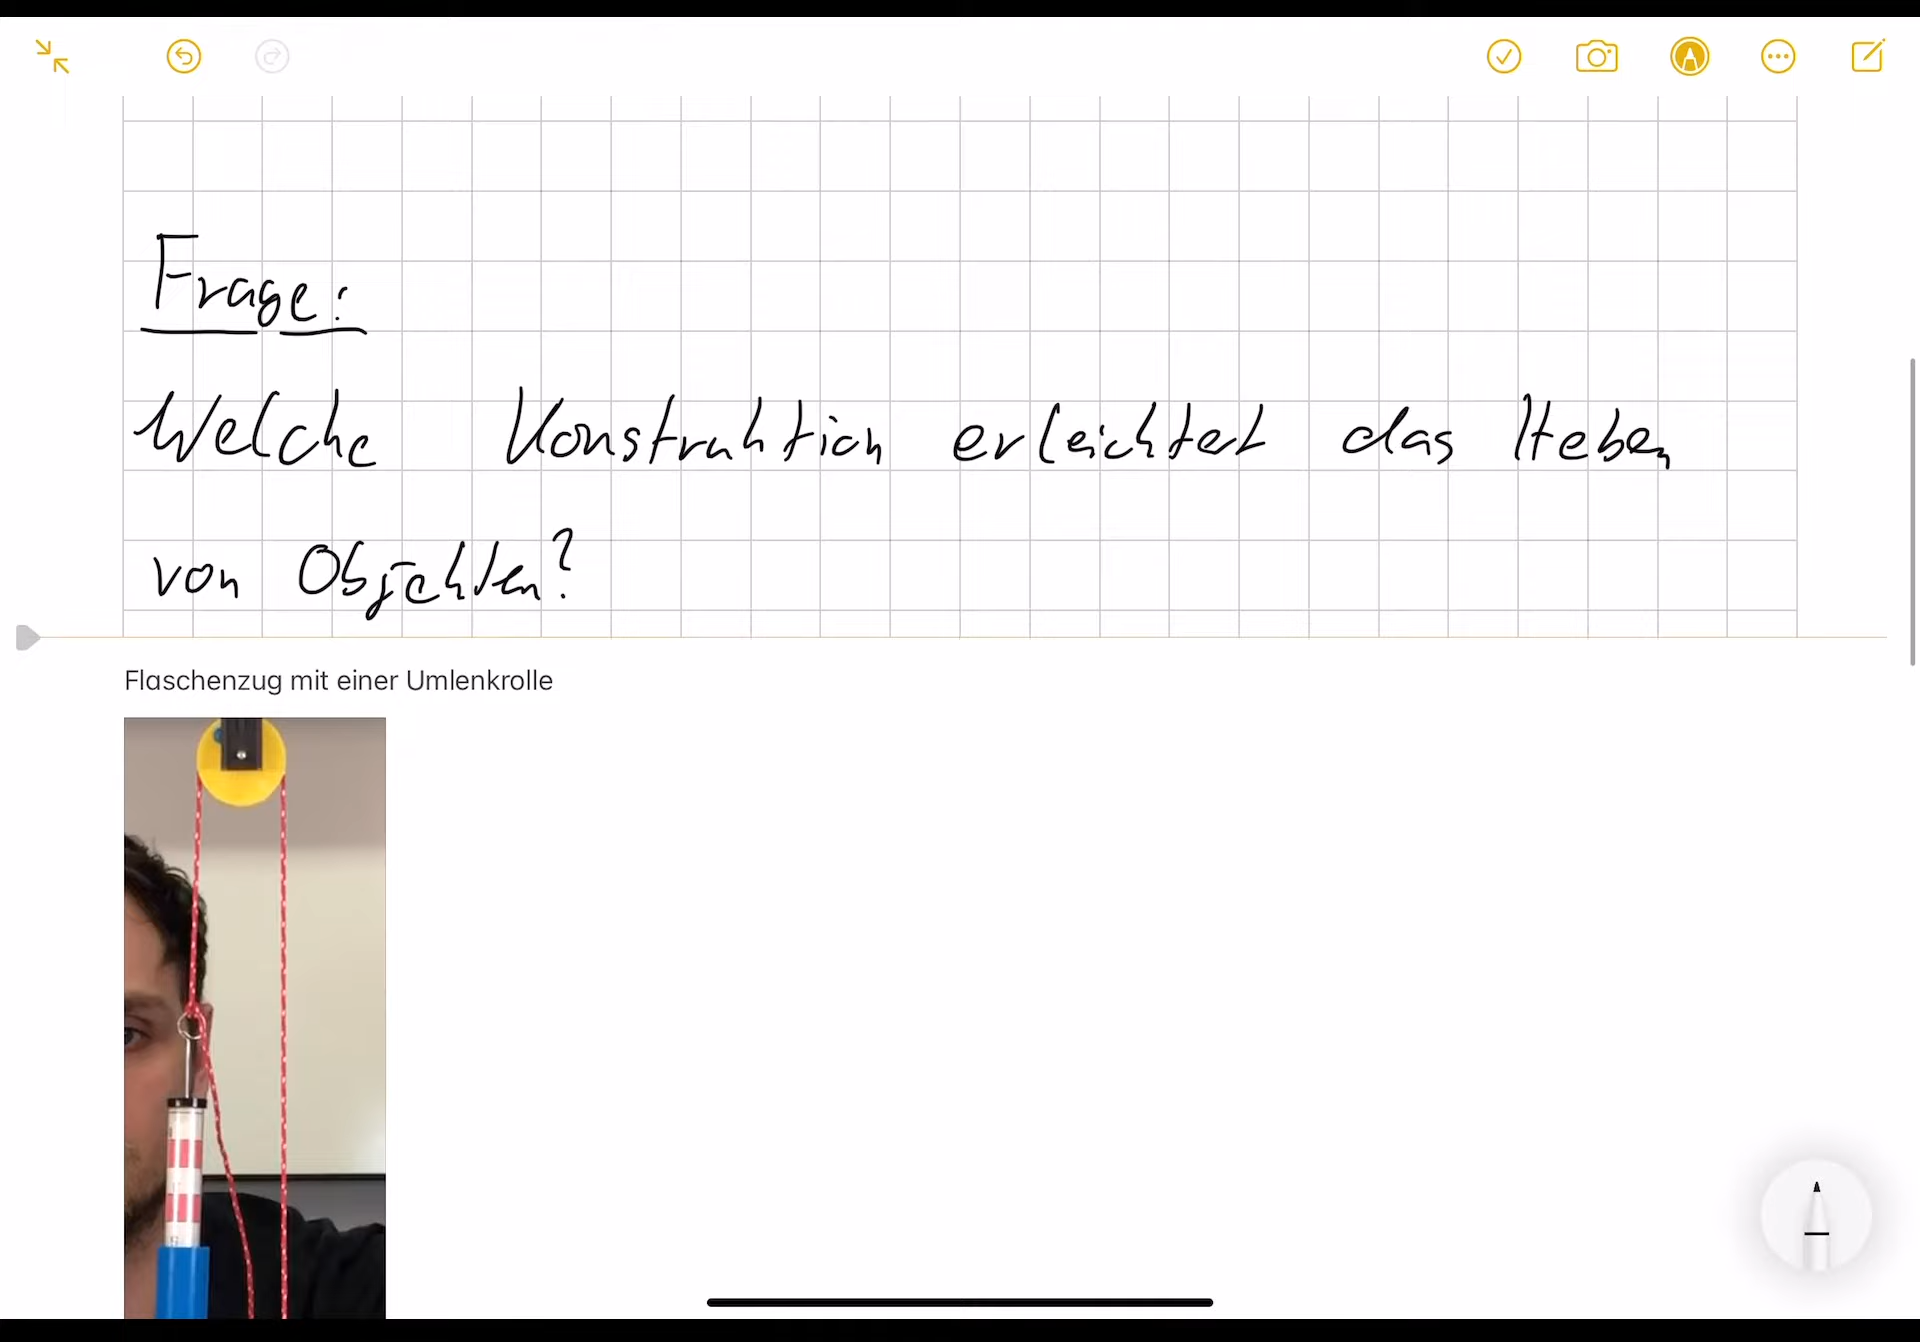 Frage:
Welche Konstruktion erleichtert das Heben
von Objekten?
Flaschenzug mit einer Umlenkrolle